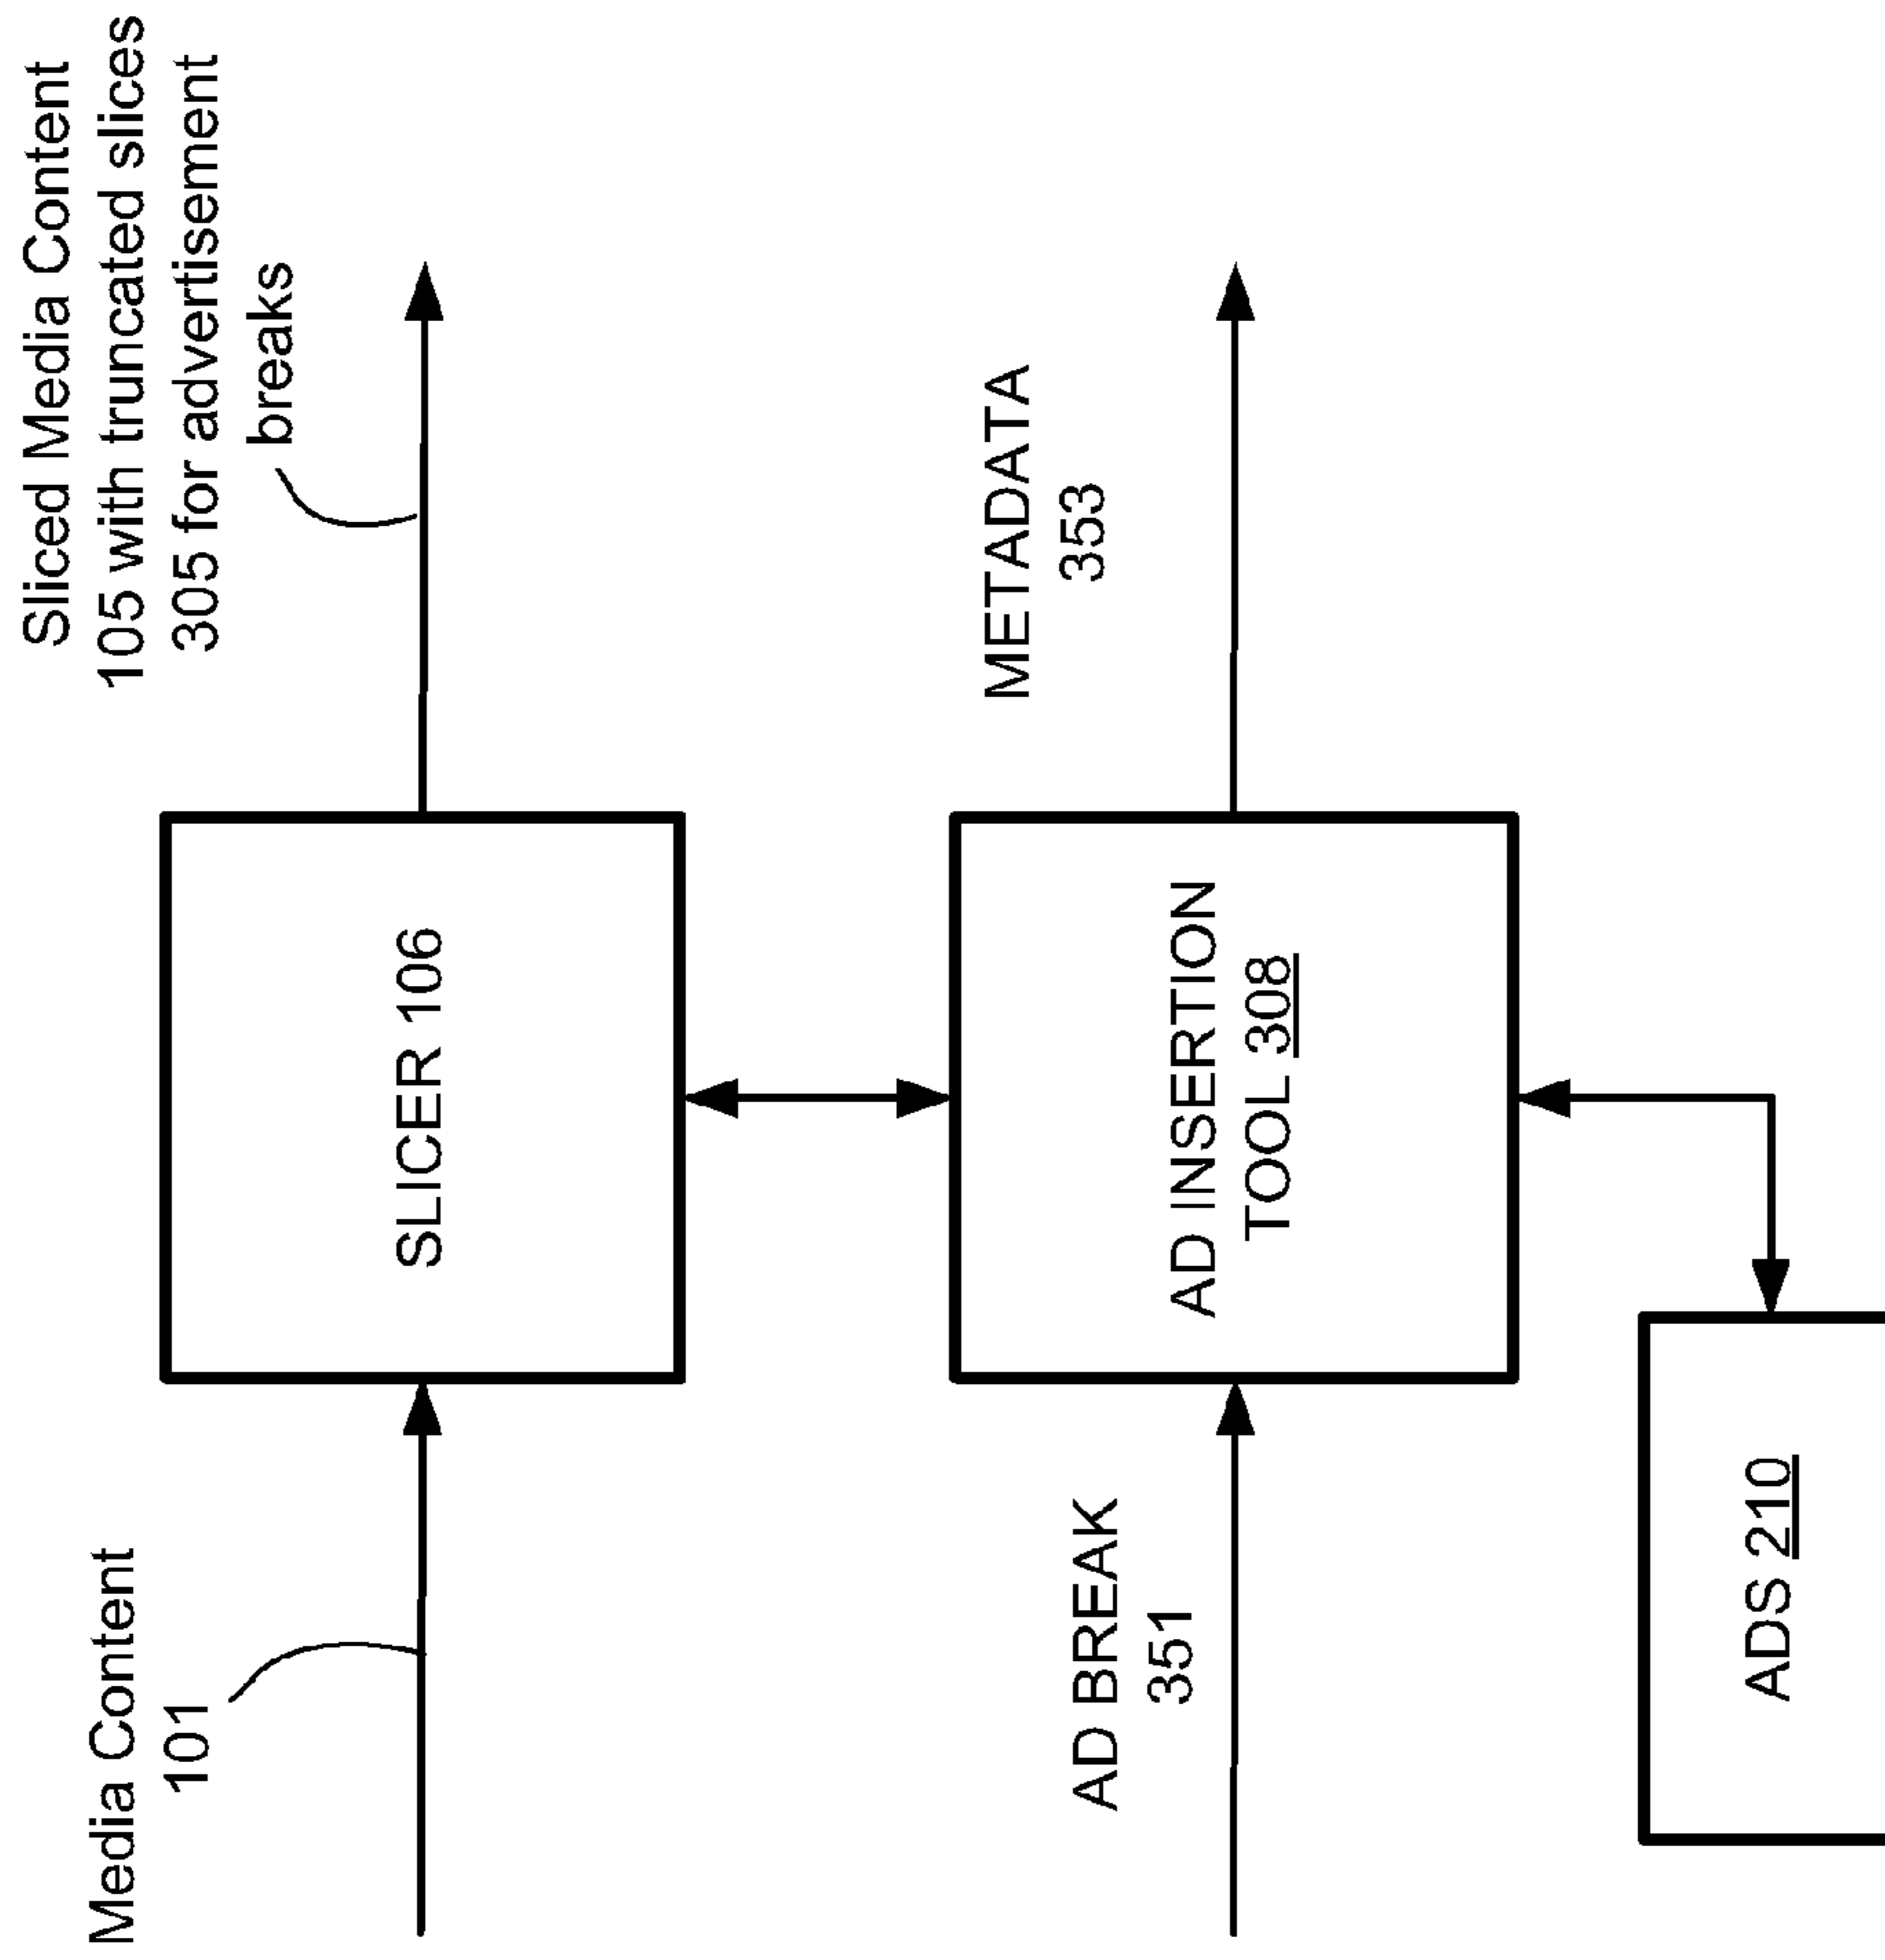 Media Content
101
SLICER 106
Sliced Media Content
105 with truncated slices
305 for advertisement
breaks
AD BREAK
351
AD INSERTION
TOOL 308
METADATA
353
ADS 210